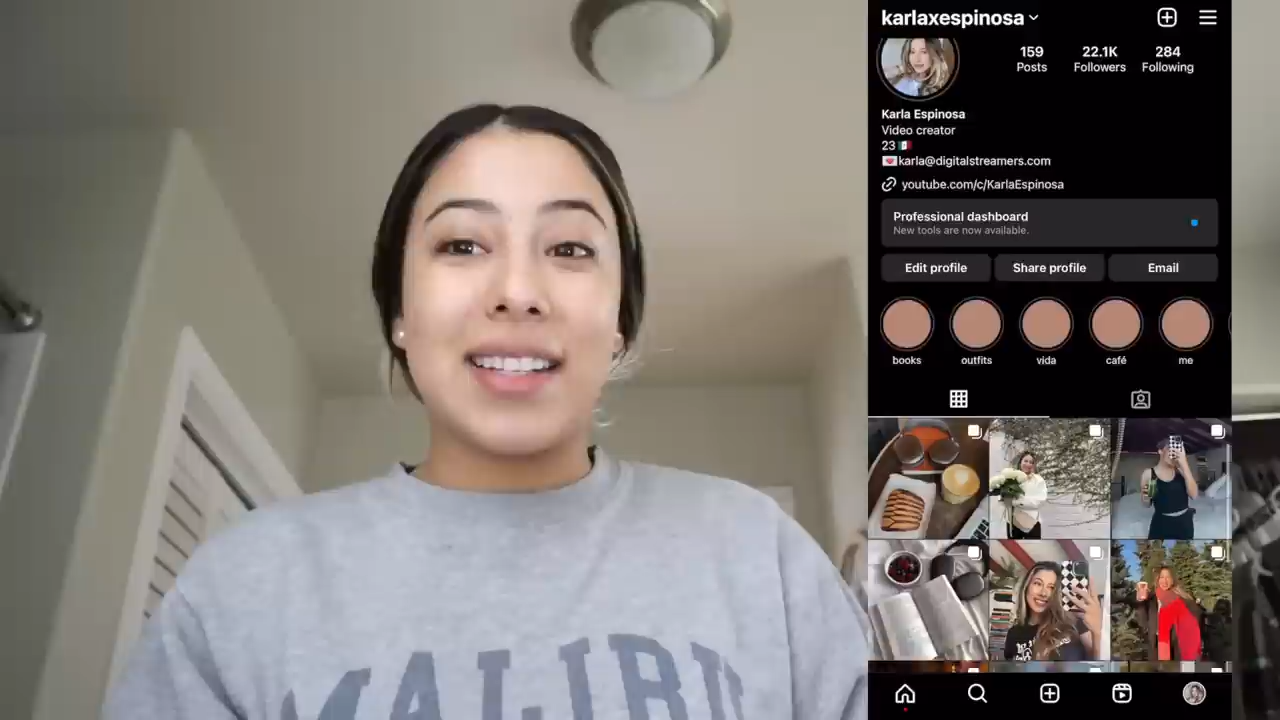 karlaxespinosa
159
22.1K
284
Posts
Followers
Following
Karla Espinosa
Video creator
23 🇲🇽
💌karla@digitalstreamers.com
youtube.com/c/KarlaEspinosa
Professional dashboard
New tools are now available.
Edit profile
Share profile
Email
books
outfits
vida
café
me
MALIBU